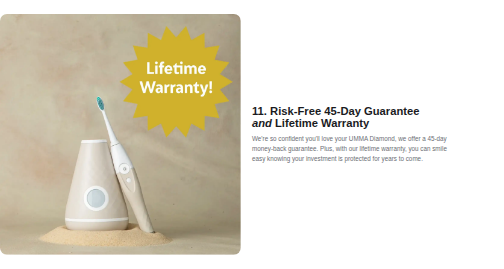 Lifetime
Warranty!
11. Risk-Free 45-Day Guarantee
and Lifetime Warranty
We're so confident you'll love your UMMA Diamond, we offer a 45-day
money-back guarantee. Plus, with our lifetime warranty, you can smile
easy knowing your investment is protected for years to come.